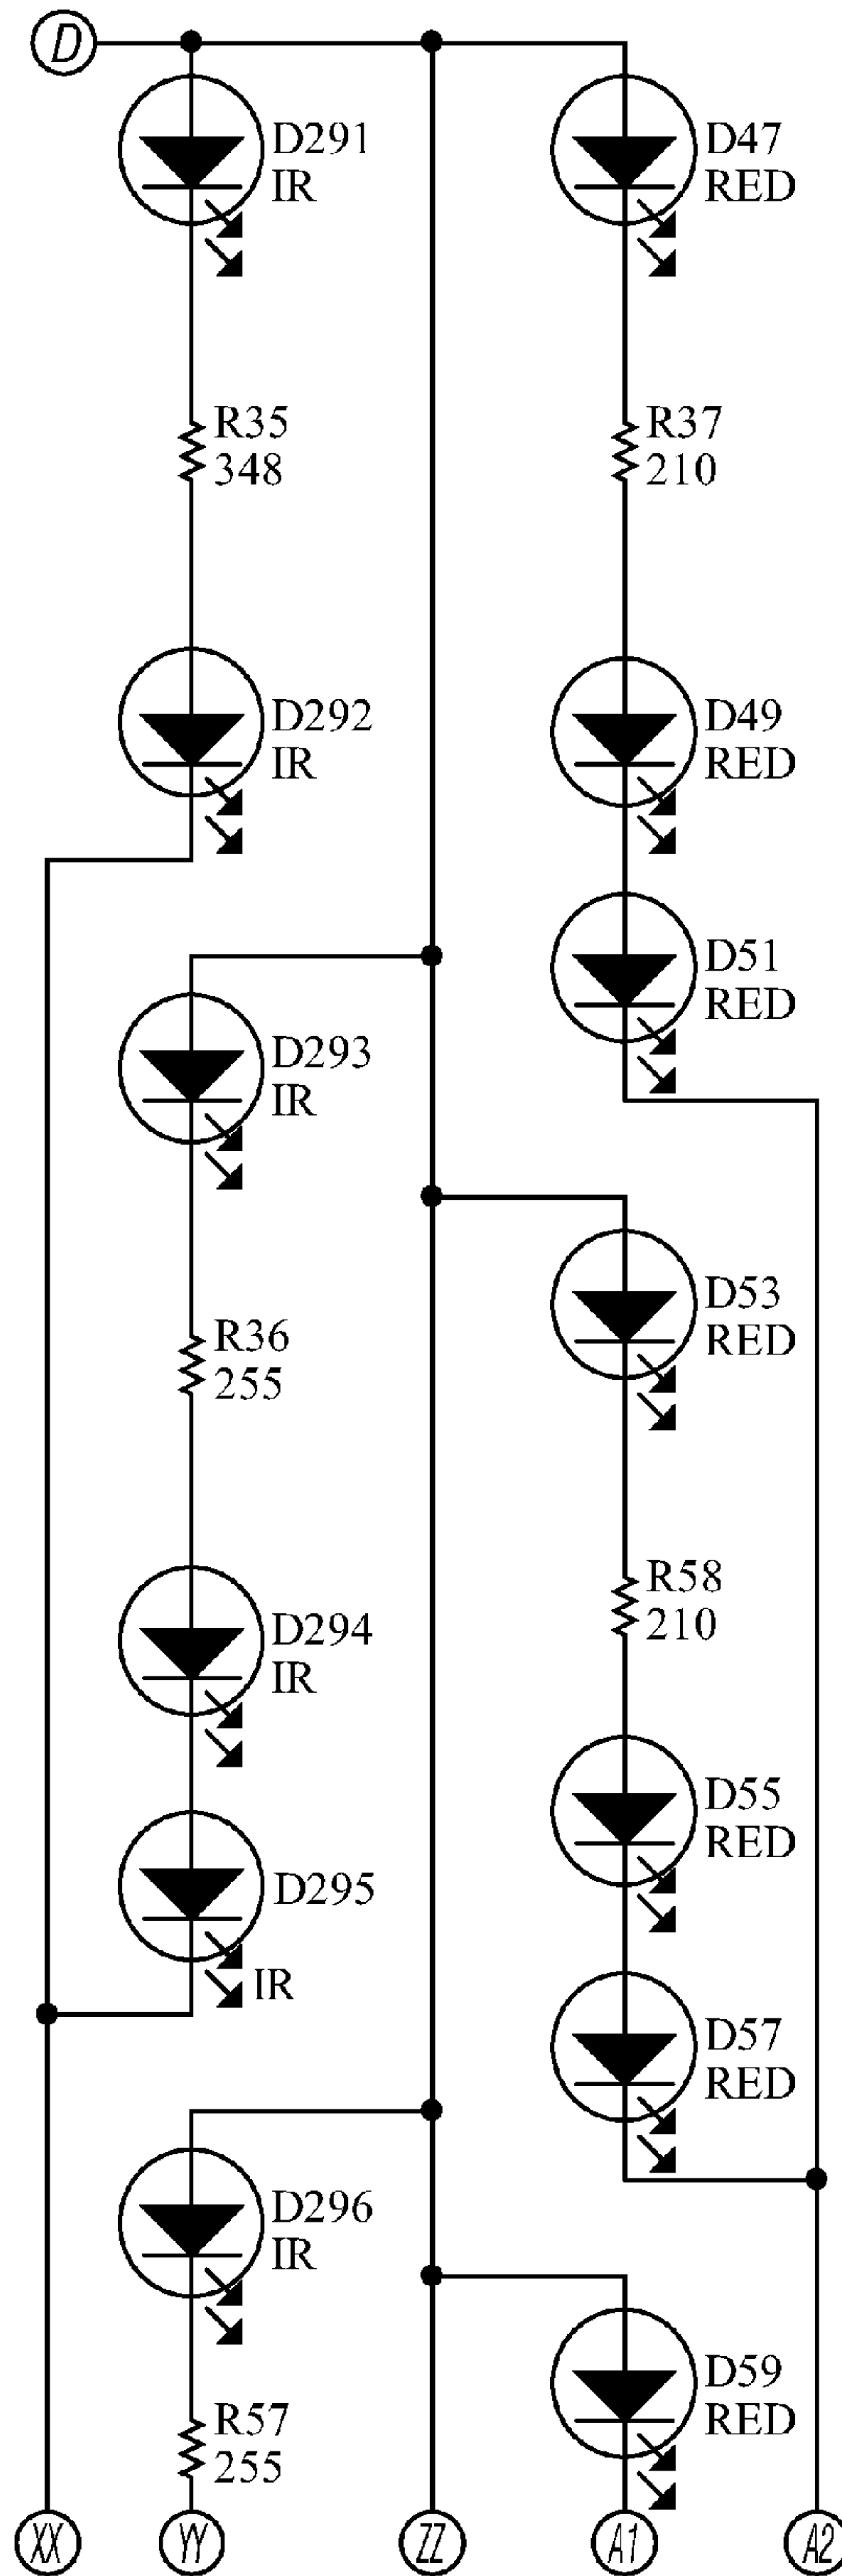 D
D291
IR
D47
RED
R35
348
R37
210
D292
IR
D49
RED
D51
RED
D293
IR
D53
RED
R36
255
R58
210
D294
IR
D55
RED
D295
IR
D57
RED
D296
IR
D59
RED
R57
255
XX
YY
ZZ
A1
A2